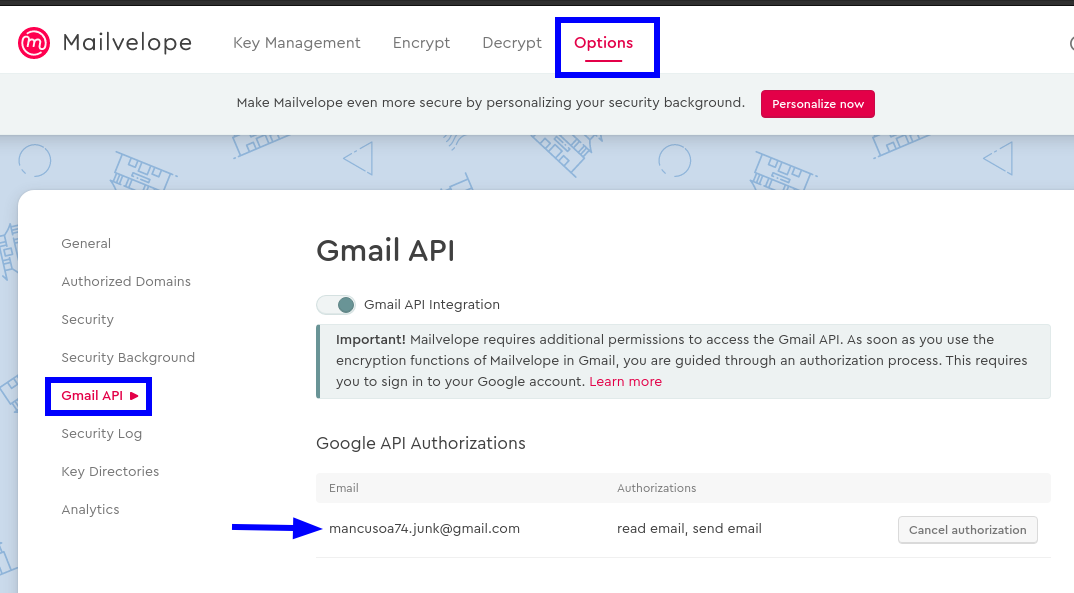 Mailvelope
Key Management
Encrypt
Decrypt
Options
Make Mailvelope even more secure by personalizing your security background.
Personalize now
General
Authorized Domains
Security
Security Background
Gmail API
Security Log
Key Directories
Analytics
Gmail API
Gmail API Integration
Important! Mailvelope requires additional permissions to access the Gmail API. As soon as you use the
encryption functions of Mailvelope in Gmail, you are guided through an authorization process. This requires
you to sign in to your Google account. Learn more
Google API Authorizations
Email
Authorizations
mancusoa74.junk@gmail.com
read email, send email
Cancel authorization